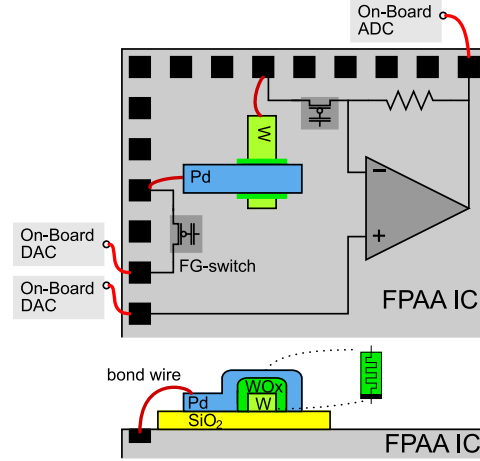 On-Board
ADC
W
Pd
−
+
On-Board
DAC
FG-switch
On-Board
DAC
FPAA IC
bond wire
WOx
Pd
W
SiO₂
FPAA IC